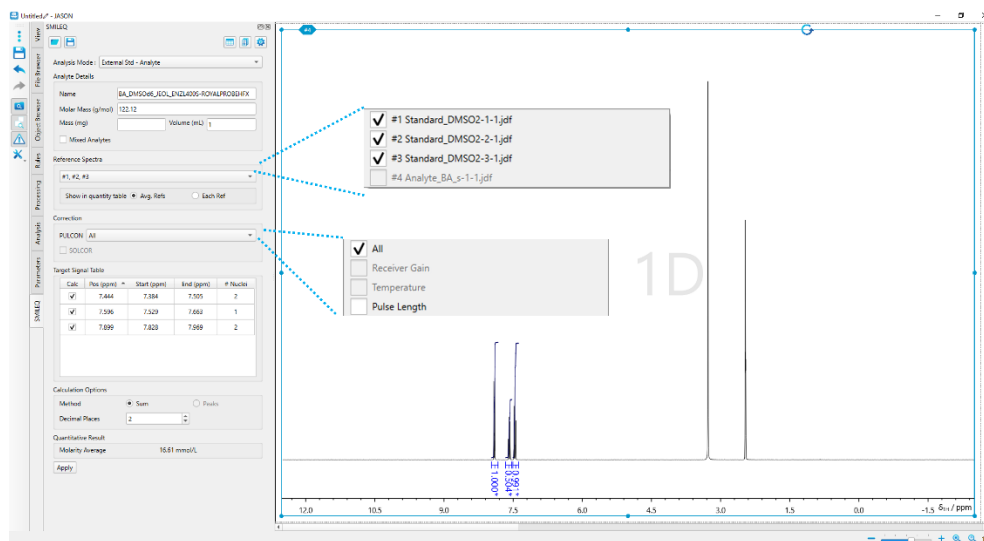 Untitled.* - JASON
SMILEQ
View
File Browser
Object Browser
Rules
Processing
Analysis
Parameters
SMILEQ
Analysis Mode: External Std - Analyte
Analyte Details
Name BA_DMSOd6_JEOL_ENZL400S-ROYALPROBEHFX
Molar Mass (g/mol) 122.12
Mass (mg) Volume (mL) 1
Mixed Analytes
Reference Spectra
#1, #2, #3
Show in quantity table Avg. Refs Each Ref
Correction
PULCON All
SOLCOR
Target Signal Table
Calc Pos (ppm) Start (ppm) End (ppm) # Nuclei
7.444 7.384 7.505 2
7.596 7.529 7.663 1
7.899 7.828 7.969 2
Calculation Options
Method Sum Peaks
Decimal Places 2
Quantitative Result
Molarity Average 16.61 mmol/L
Apply
#4
#1 Standard_DMSO2-1-1.jdf
#2 Standard_DMSO2-2-1.jdf
#3 Standard_DMSO2-3-1.jdf
#4 Analyte_BA_s-1-1.jdf
All
Receiver Gain
Temperature
Pulse Length
1D
1.000*
0.504*
0.991*
12.0 10.5 9.0 7.5 6.0 4.5 3.0 1.5 0.0 -1.5 δ1H / ppm